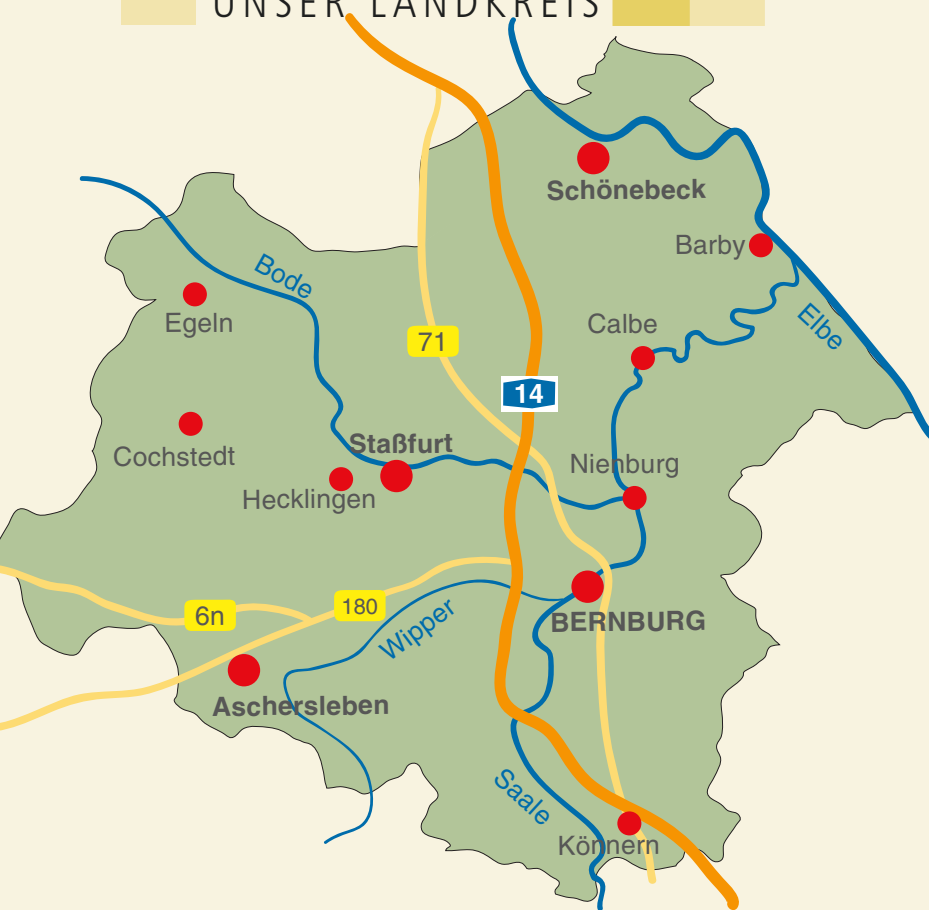 UNSER LANDKREIS
Schönebeck
Barby
Bode
Elbe
Egeln
Calbe
71
14
Staßfurt
Cochstedt
Nienburg
Hecklingen
180
6n
Wipper
BERNBURG
Aschersleben
Saale
Könnern